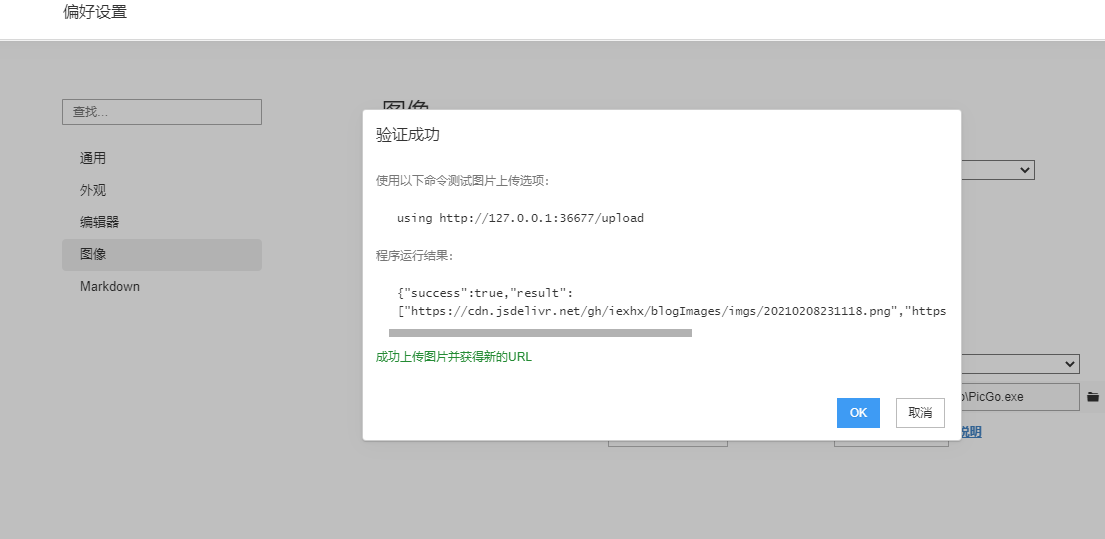 偏好设置
查找...
通用
外观
编辑器
图像
Markdown
图像
验证成功
使用以下命令测试图片上传选项:
using http://127.0.0.1:36677/upload
程序运行结果:
{"success":true,"result":
["https://cdn.jsdelivr.net/gh/iexhx/blogImages/imgs/20210208231118.png","https
成功上传图片并获得新的URL
OK
取消
\PicGo.exe
说明